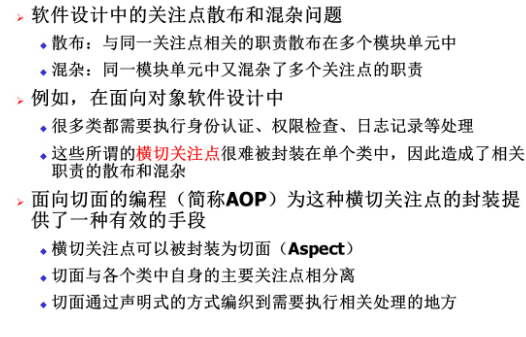 软件设计中的关注点散布和混杂问题
散布：与同一关注点相关的职责散布在多个模块单元中
混杂：同一模块单元中又混杂了多个关注点的职责
例如，在面向对象软件设计中
很多类都需要执行身份认证、权限检查、日志记录等处理
这些所谓的横切关注点很难被封装在单个类中，因此造成了相关
职责的散布和混杂
面向切面的编程（简称AOP）为这种横切关注点的封装提
供了一种有效的手段
横切关注点可以被封装为切面（Aspect）
切面与各个类中自身的主要关注点相分离
切面通过声明式的方式编织到需要执行相关处理的地方